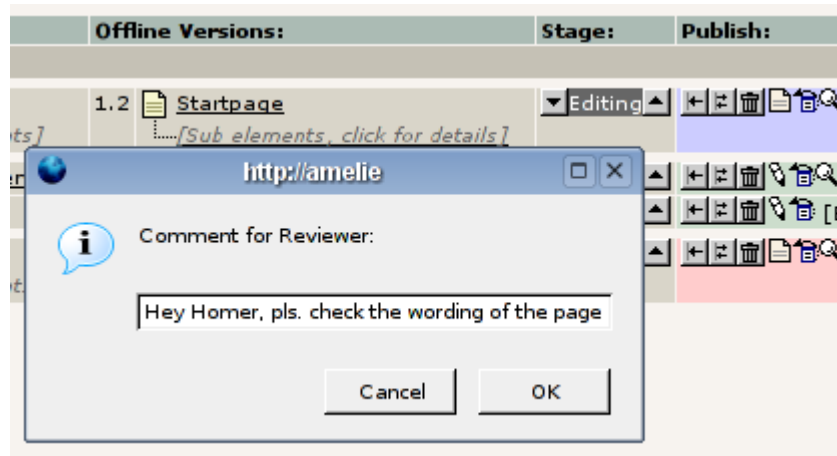 Offline Versions: Stage: Publish:
1.2 Startpage Editing
ts] [Sub elements, click for details]
http://amelie
Comment for Reviewer:
Hey Homer, pls. check the wording of the page
Cancel OK